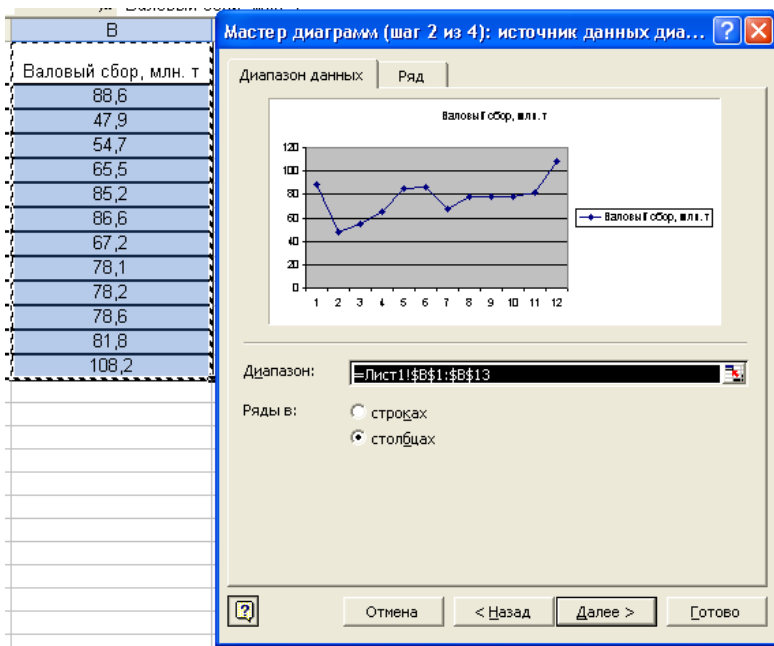 B
Валовый сбор, млн. т
88,6
47,9
54,7
65,5
85,2
86,6
67,2
78,1
78,2
78,6
81,8
108,2
Мастер диаграмм (шаг 2 из 4): источник данных диа...
Диапазон данных
Ряд
Валовый сбор, млн. т
120
100
80
60
40
20
0
1 2 3 4 5 6 7 8 9 10 11 12
Валовый сбор, млн. т
Диапазон:
=Лист1!$B$1:$B$13
Ряды в:
строках
столбцах
Отмена
< Назад
Далее >
Готово